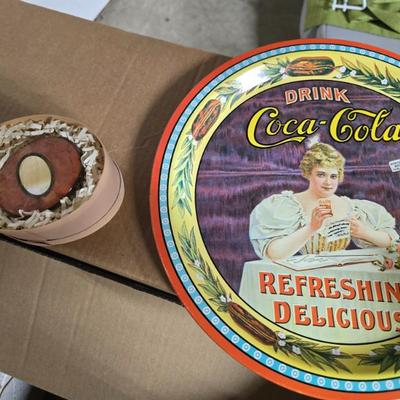 DRINK
Coca-Cola
REFRESHIN
DELICIOUS